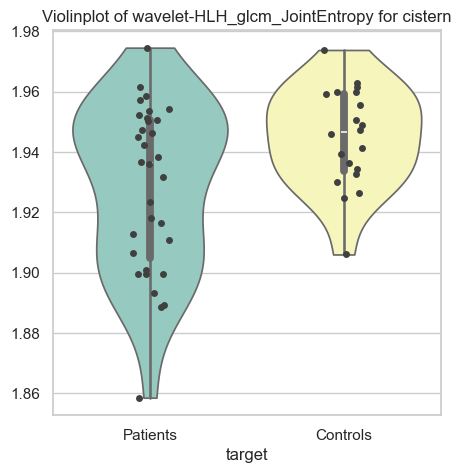 Violinplot of wavelet-HLH_glcm_JointEntropy for cistern
1.98
1.96
1.94
1.92
1.90
1.88
1.86
Patients Controls
target